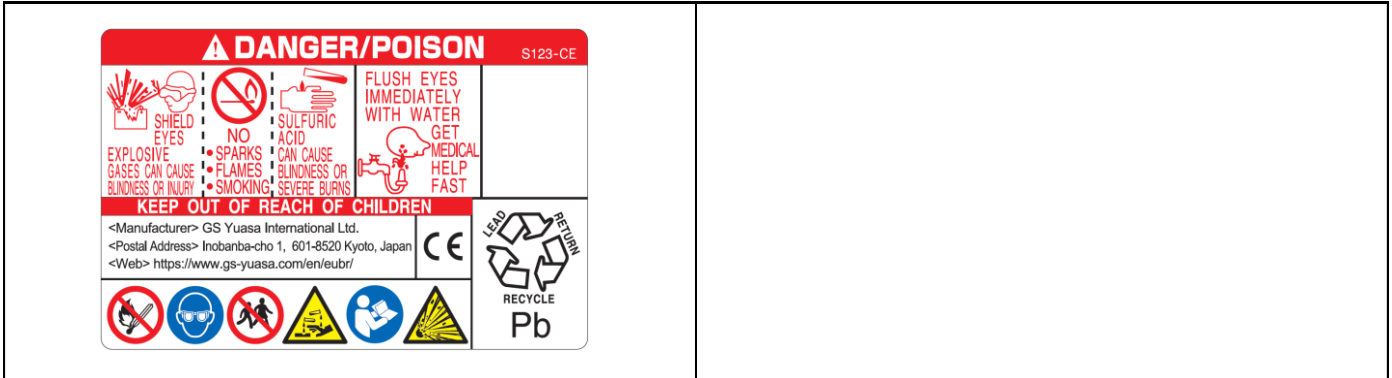 DANGER/POISON
S123-CE
SHIELD
EYES
EXPLOSIVE
GASES CAN CAUSE
BLINDNESS OR INJURY
NO
• SPARKS
• FLAMES
• SMOKING
SULFURIC
ACID
CAN CAUSE
BLINDNESS OR
SEVERE BURNS
FLUSH EYES
IMMEDIATELY
WITH WATER
GET
MEDICAL
HELP
FAST
KEEP OUT OF REACH OF CHILDREN
<Manufacturer> GS Yuasa International Ltd.
<Postal Address> Inobanba-cho 1, 601-8520 Kyoto, Japan
<Web> https://www.gs-yuasa.com/en/eubr/
CE
LEAD
RETURN
RECYCLE
Pb